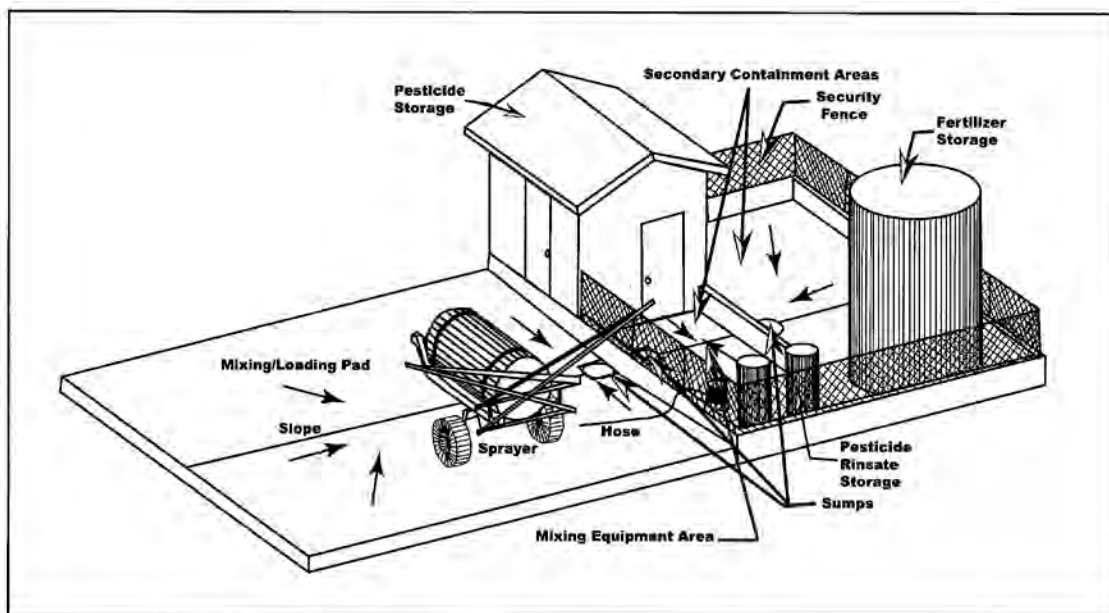 Secondary Containment Areas
Pesticide
Storage
Security
Fence
Fertilizer
Storage
Mixing/Loading Pad
Slope
Sprayer
Hose
Pesticide
Rinsate
Storage
Sumps
Mixing Equipment Area